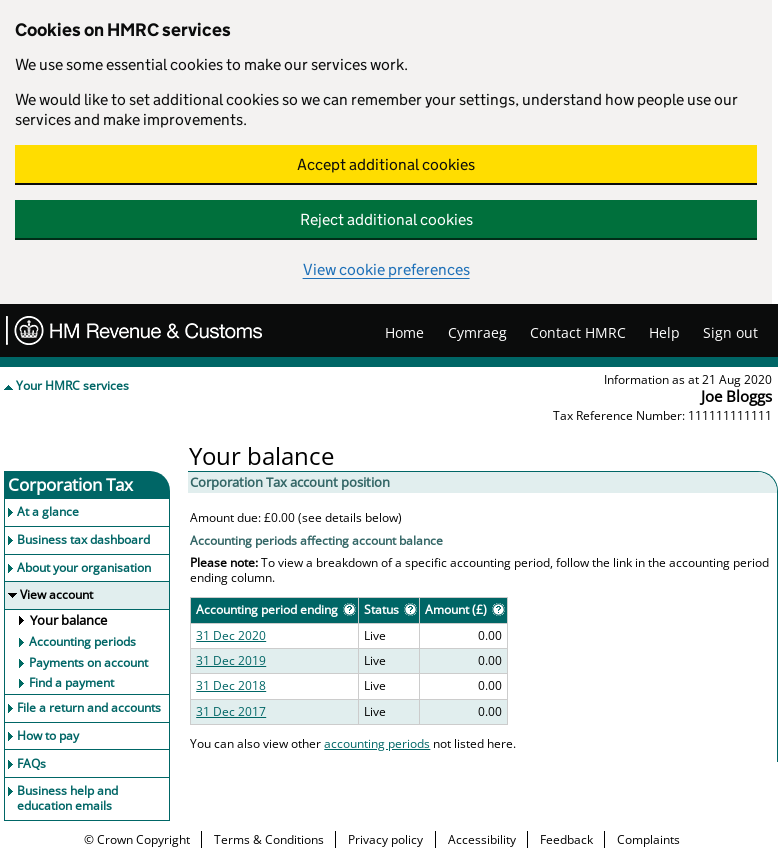 Cookies on HMRC services
We use some essential cookies to make our services work.
We would like to set additional cookies so we can remember your settings, understand how people use our
services and make improvements.
Accept additional cookies
Reject additional cookies
View cookie preferences
HM Revenue & Customs
Home Cymraeg Contact HMRC Help Sign out
Your HMRC services
Information as at 21 Aug 2020
Joe Bloggs
Tax Reference Number: 111111111111
Corporation Tax
At a glance
Business tax dashboard
About your organisation
View account
Your balance
Accounting periods
Payments on account
Find a payment
File a return and accounts
How to pay
FAQs
Business help and
education emails
Your balance
Corporation Tax account position
Amount due: £0.00 (see details below)
Accounting periods affecting account balance
Please note: To view a breakdown of a specific accounting period, follow the link in the accounting period
ending column.
Accounting period ending ? Status ? Amount (£) ?
31 Dec 2020 Live 0.00
31 Dec 2019 Live 0.00
31 Dec 2018 Live 0.00
31 Dec 2017 Live 0.00
You can also view other accounting periods not listed here.
© Crown Copyright Terms & Conditions Privacy policy Accessibility Feedback Complaints